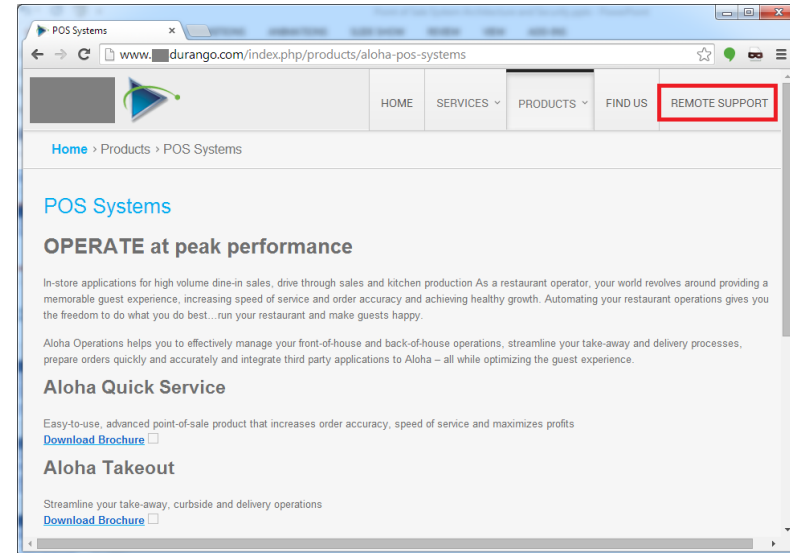 POS Systems
www. durango.com/index.php/products/aloha-pos-systems
HOME SERVICES PRODUCTS FIND US REMOTE SUPPORT
Home › Products › POS Systems
POS Systems
OPERATE at peak performance
In-store applications for high volume dine-in sales, drive through sales and kitchen production As a restaurant operator, your world revolves around providing a
memorable guest experience, increasing speed of service and order accuracy and achieving healthy growth. Automating your restaurant operations gives you
the freedom to do what you do best…run your restaurant and make guests happy.
Aloha Operations helps you to effectively manage your front-of-house and back-of-house operations, streamline your take-away and delivery processes,
prepare orders quickly and accurately and integrate third party applications to Aloha – all while optimizing the guest experience.
Aloha Quick Service
Easy-to-use, advanced point-of-sale product that increases order accuracy, speed of service and maximizes profits
Download Brochure
Aloha Takeout
Streamline your take-away, curbside and delivery operations
Download Brochure